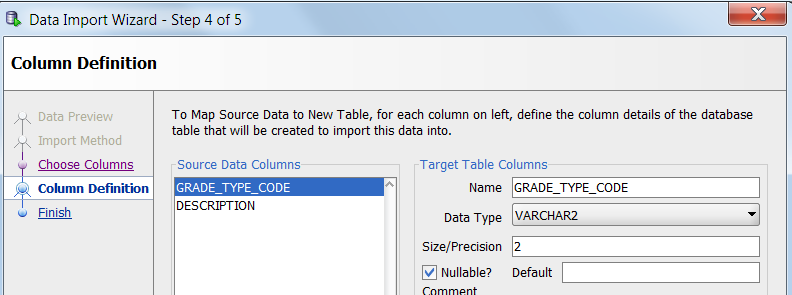 Data Import Wizard - Step 4 of 5
Column Definition
Data Preview
Import Method
Choose Columns
Column Definition
Finish
To Map Source Data to New Table, for each column on left, define the column details of the database
table that will be created to import this data into.
Source Data Columns
GRADE_TYPE_CODE
DESCRIPTION
Target Table Columns
Name GRADE_TYPE_CODE
Data Type VARCHAR2
Size/Precision 2
Nullable? Default
Comment